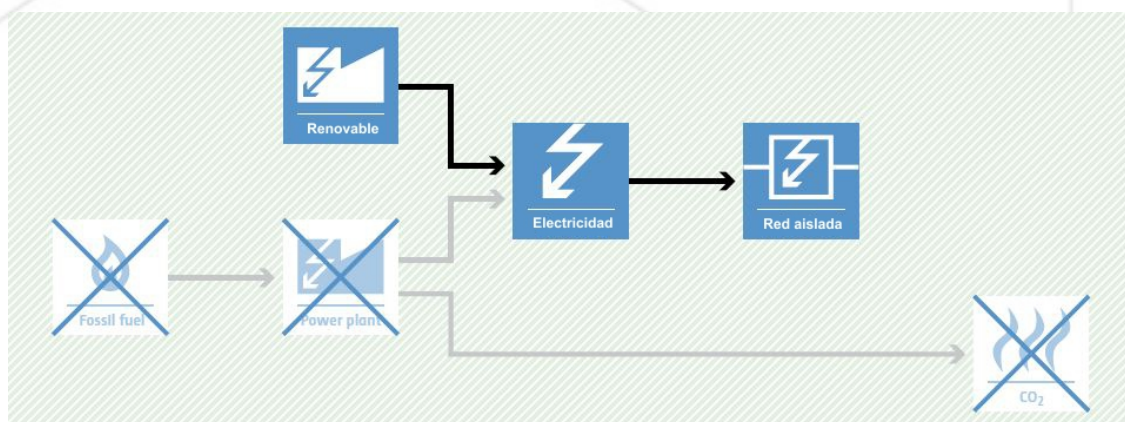 Renovable
Electricidad
Red aislada
Fossil fuel
Power plant
CO₂